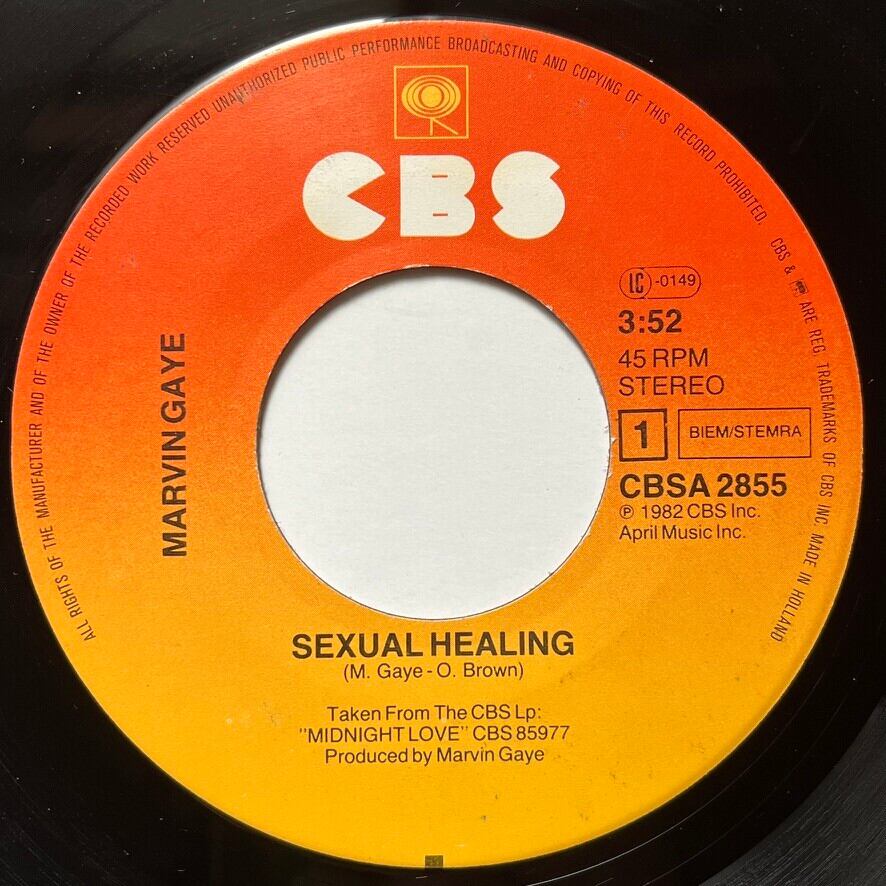 ALL RIGHTS OF THE MANUFACTURER AND OF THE OWNER OF THE RECORDED WORK RESERVED UNAUTHORIZED PUBLIC PERFORMANCE BROADCASTING AND COPYING OF THIS RECORD PROHIBITED. CBS & ARE REG TRADEMARKS OF CBS INC. MADE IN HOLLAND
CBS
MARVIN GAYE
LC -0149
3:52
45 RPM
STEREO
1 BIEM/STEMRA
CBSA 2855
℗ 1982 CBS Inc.
April Music Inc.
SEXUAL HEALING
(M. Gaye - O. Brown)
Taken From The CBS Lp:
"MIDNIGHT LOVE" CBS 85977
Produced by Marvin Gaye